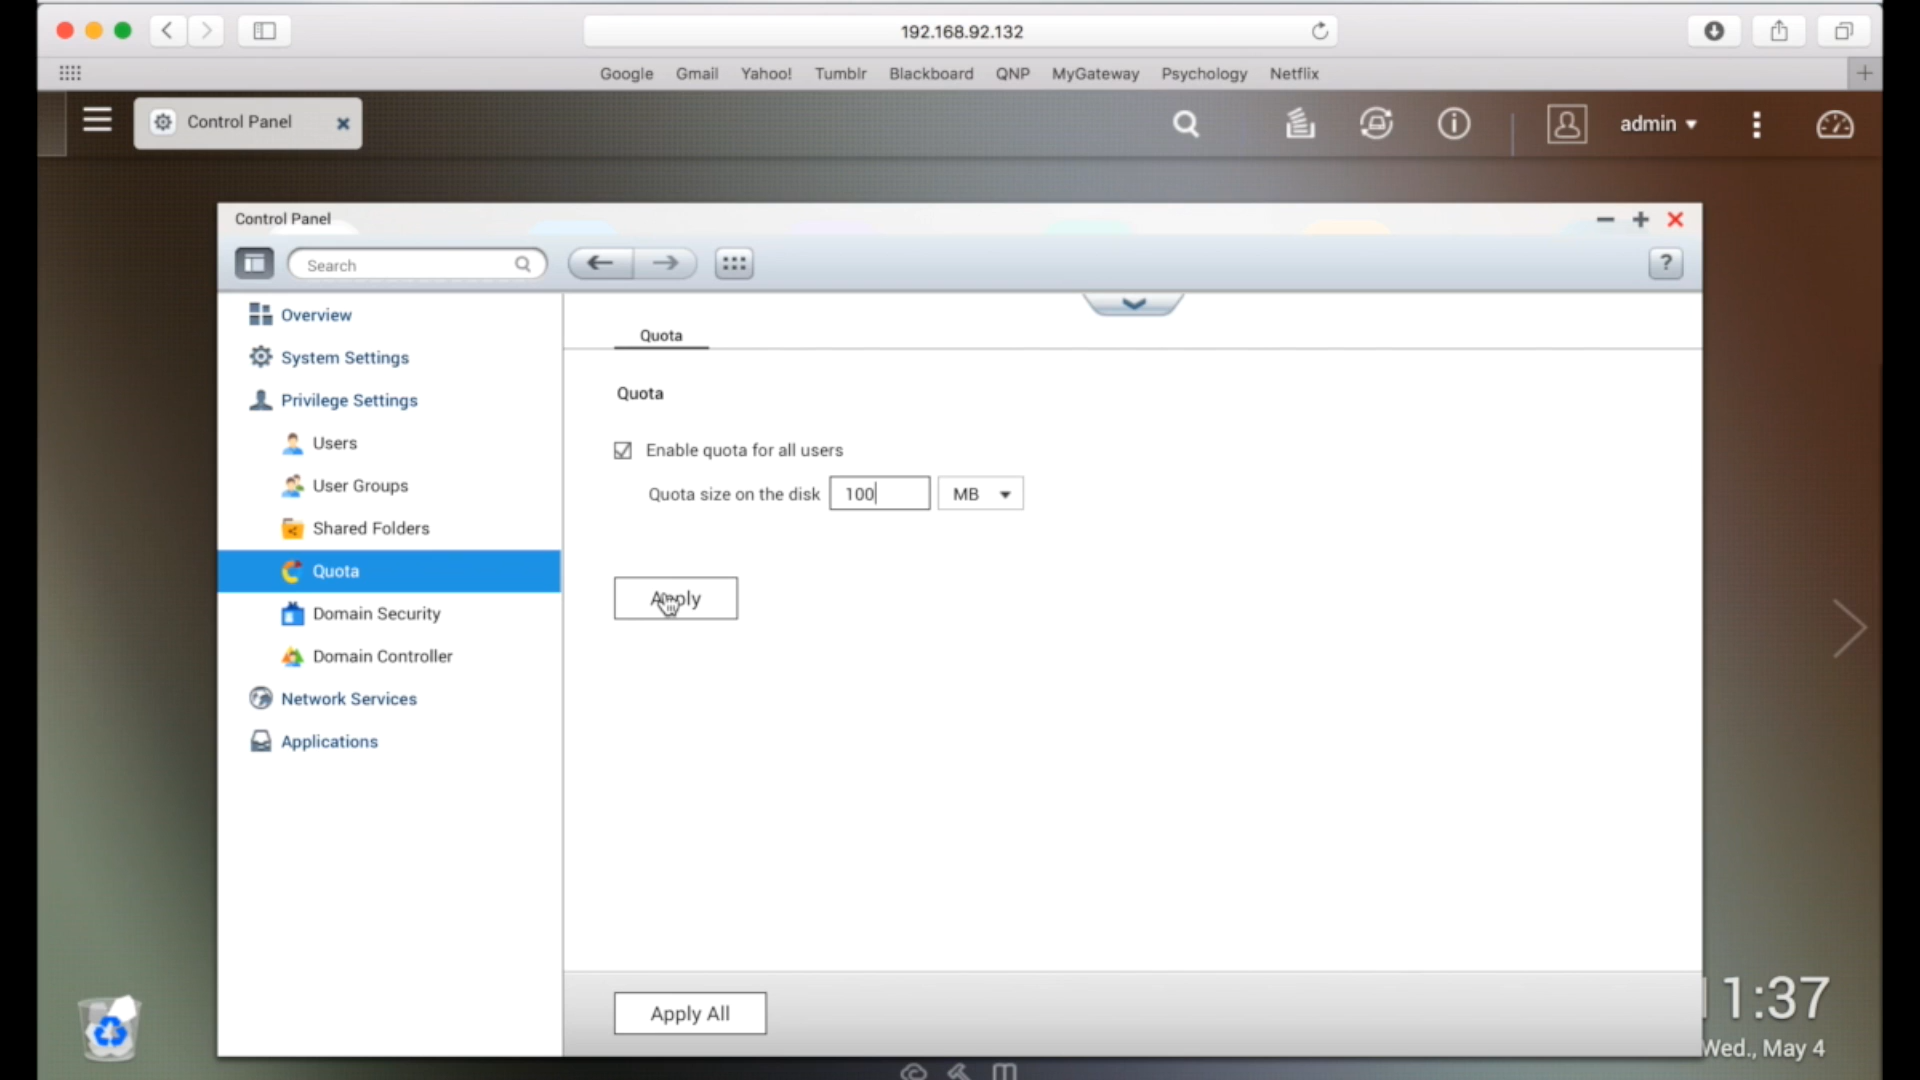 192.168.92.132
Google Gmail Yahoo! Tumblr Blackboard QNP MyGateway Psychology Netflix
Control Panel
admin
Control Panel
Search
?
Overview
System Settings
Privilege Settings
Users
User Groups
Shared Folders
Quota
Domain Security
Domain Controller
Network Services
Applications
Quota
Quota
Enable quota for all users
Quota size on the disk 100 MB
Apply
Apply All
11:37
Wed., May 4